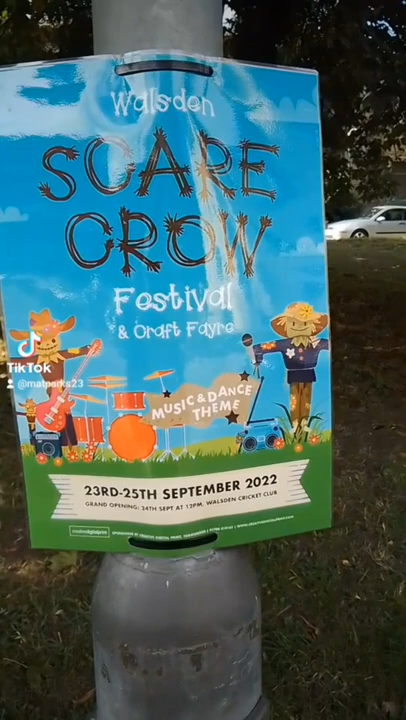 Walsden
SCARE
CROW
Festival
& Craft Fayre
TikTok
@matparks23
MUSIC & DANCE
THEME
23RD-25TH SEPTEMBER 2022
GRAND OPENING: 24TH SEPT AT 12PM. WALSDEN CRICKET CLUB